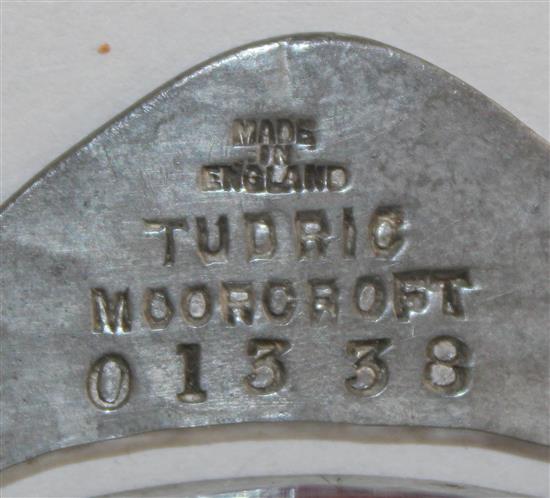 MADE
IN
ENGLAND
TUDRIC
MOORCROFT
01338